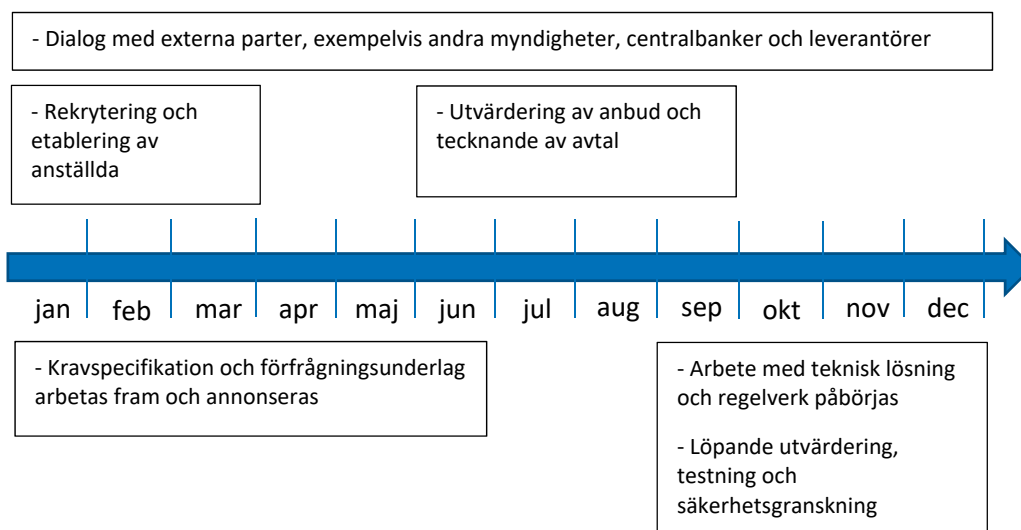 - Dialog med externa parter, exempelvis andra myndigheter, centralbanker och leverantörer
- Rekrytering och
etablering av
anställda
- Utvärdering av anbud och
tecknande av avtal
jan feb mar apr maj jun jul aug sep okt nov dec
- Kravspecifikation och förfrågningsunderlag
arbetas fram och annonseras
- Arbete med teknisk lösning
och regelverk påbörjas
- Löpande utvärdering,
testning och
säkerhetsgranskning